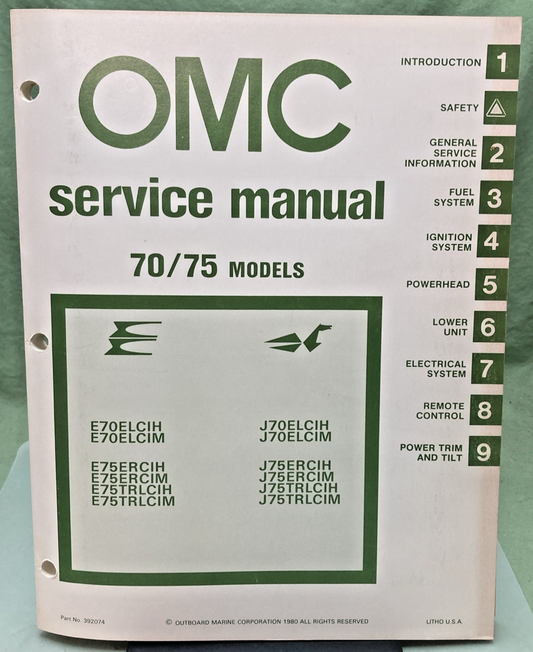 OMC
service manual
70/75 MODELS
E70ELCIH
E70ELCIM
E75ERCIH
E75ERCIM
E75TRLCIH
E75TRLCIM
J70ELCIH
J70ELCIM
J75ERCIH
J75ERCIM
J75TRLCIH
J75TRLCIM
INTRODUCTION 1
SAFETY
GENERAL
SERVICE
INFORMATION 2
FUEL
SYSTEM 3
IGNITION
SYSTEM 4
POWERHEAD 5
LOWER
UNIT 6
ELECTRICAL
SYSTEM 7
REMOTE
CONTROL 8
POWER TRIM
AND TILT 9
Part No. 392074
© OUTBOARD MARINE CORPORATION 1980 ALL RIGHTS RESERVED
LITHO U.S.A.